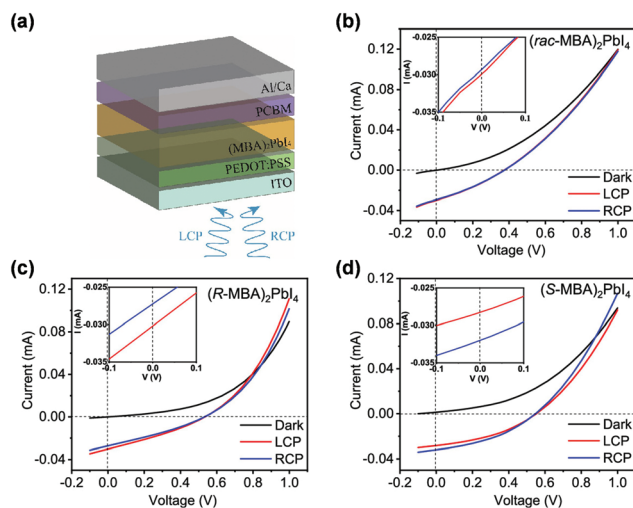 (a)
Al/Ca
PCBM
(MBA)₂PbI₄
PEDOT:PSS
ITO
LCP
RCP
(b)
(rac-MBA)₂PbI₄
Current (mA)
0.12
0.08
0.04
0.00
-0.04
-0.2 0.0 0.2 0.4 0.6 0.8 1.0
Voltage (V)
I (mA)
-0.025
-0.030
-0.035
-0.1 0.0 0.1
V (V)
Dark
LCP
RCP
(c)
(R-MBA)₂PbI₄
Current (mA)
0.12
0.08
0.04
0.00
-0.04
-0.2 0.0 0.2 0.4 0.6 0.8 1.0
Voltage (V)
I (mA)
-0.025
-0.030
-0.035
-0.1 0.0 0.1
V (V)
Dark
LCP
RCP
(d)
(S-MBA)₂PbI₄
Current (mA)
0.12
0.08
0.04
0.00
-0.04
-0.2 0.0 0.2 0.4 0.6 0.8 1.0
Voltage (V)
I (mA)
-0.025
-0.030
-0.035
-0.1 0.0 0.1
V (V)
Dark
LCP
RCP